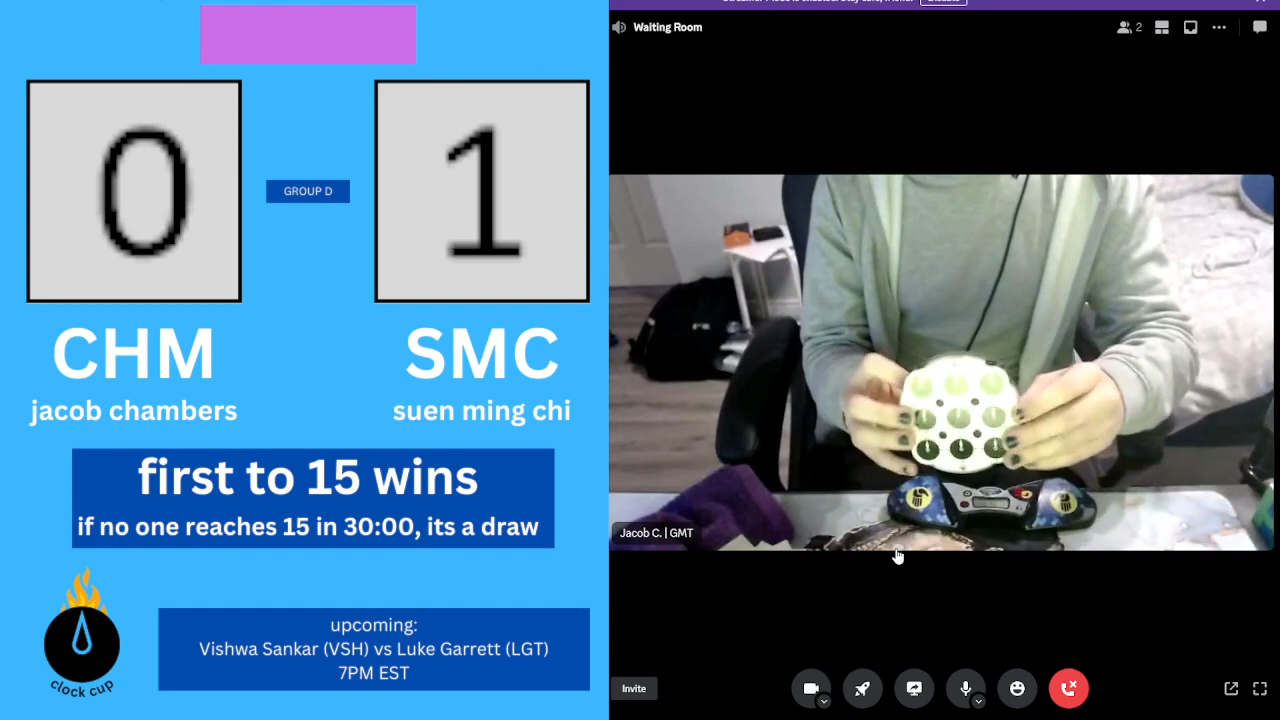 0
GROUP D
1
CHM
jacob chambers
SMC
suen ming chi
first to 15 wins
if no one reaches 15 in 30:00, its a draw
clock cup
upcoming:
Vishwa Sankar (VSH) vs Luke Garrett (LGT)
7PM EST
Waiting Room
2
Jacob C. | GMT
Invite